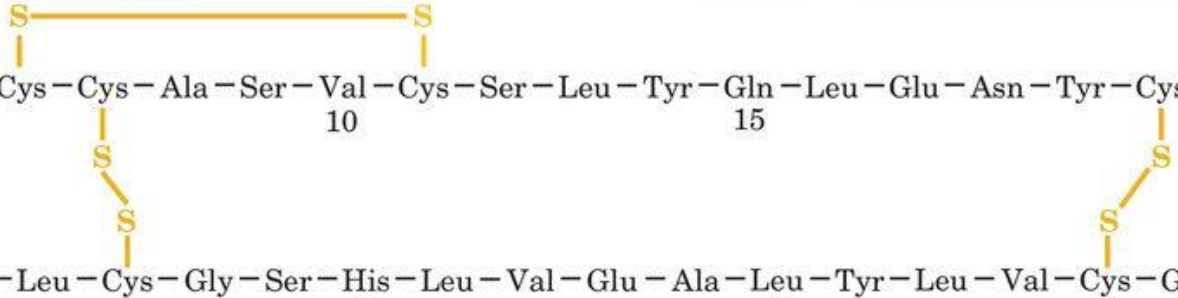 S S
Cys – Cys – Ala – Ser – Val – Cys – Ser – Leu – Tyr – Gln – Leu – Glu – Asn – Tyr – Cys
10 15
S S
S S
– Leu – Cys – Gly – Ser – His – Leu – Val – Glu – Ala – Leu – Tyr – Leu – Val – Cys – G